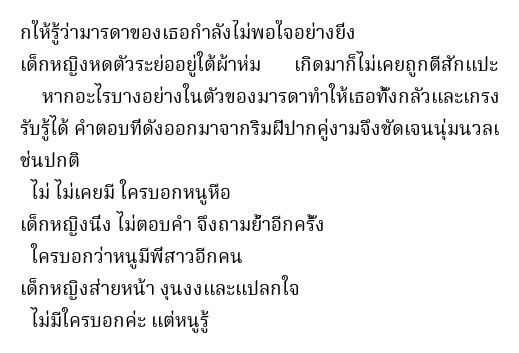 กให้รู้ว่ามารดาของเธอกำลังไม่พอใจอย่างยิ่ง
เด็กหญิงหดตัวระย่ออยู่ใต้ผ้าห่ม เกิดมาก็ไม่เคยถูกตีสักแปะ
หากอะไรบางอย่างในตัวของมารดาทำให้เธอทั้งกลัวและเกรง
รับรู้ได้ คำตอบที่ดังออกมาจากริมฝีปากคู่งามจึงชัดเจนนุ่มนวลเ
ช่นปกติ
ไม่ ไม่เคยมี ใครบอกหนูหือ
เด็กหญิงนิ่ง ไม่ตอบคำ จึงถามย้ำอีกครั้ง
ใครบอกว่าหนูมีพี่สาวอีกคน
เด็กหญิงส่ายหน้า งุนงงและแปลกใจ
ไม่มีใครบอกค่ะ แต่หนูรู้